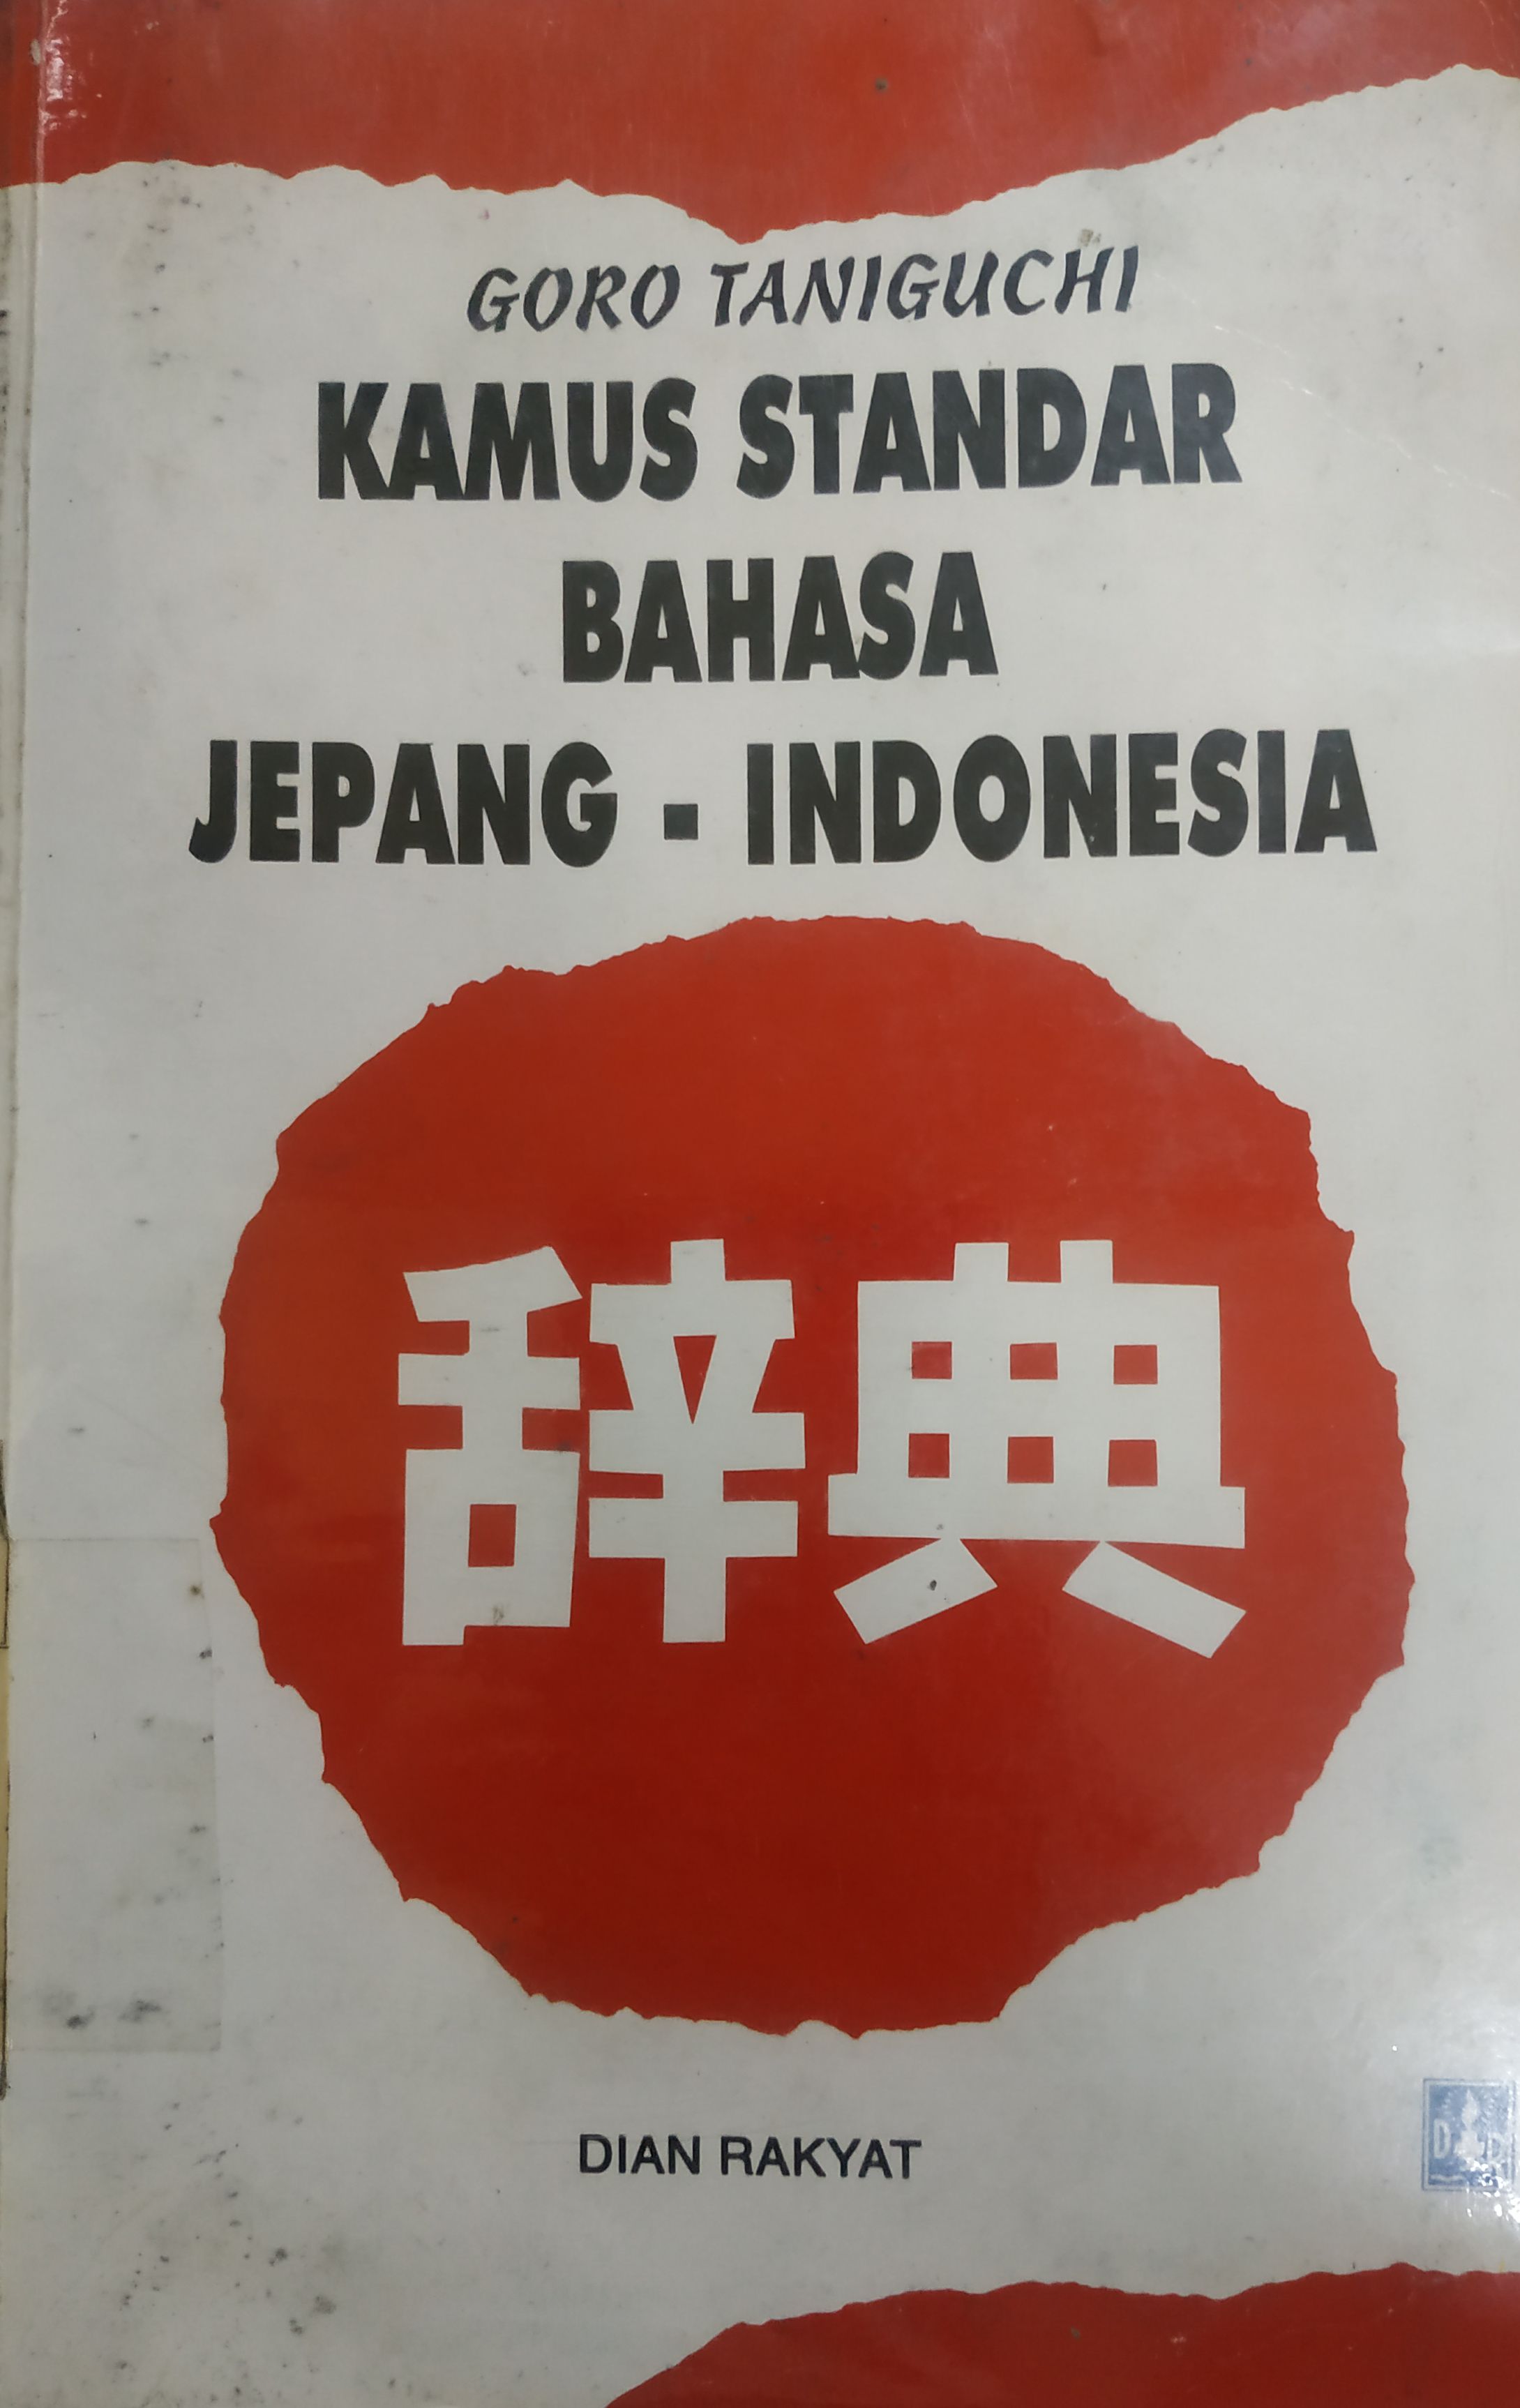 GORO TANIGUCHI
KAMUS STANDAR
BAHASA
JEPANG - INDONESIA
辞典
DIAN RAKYAT